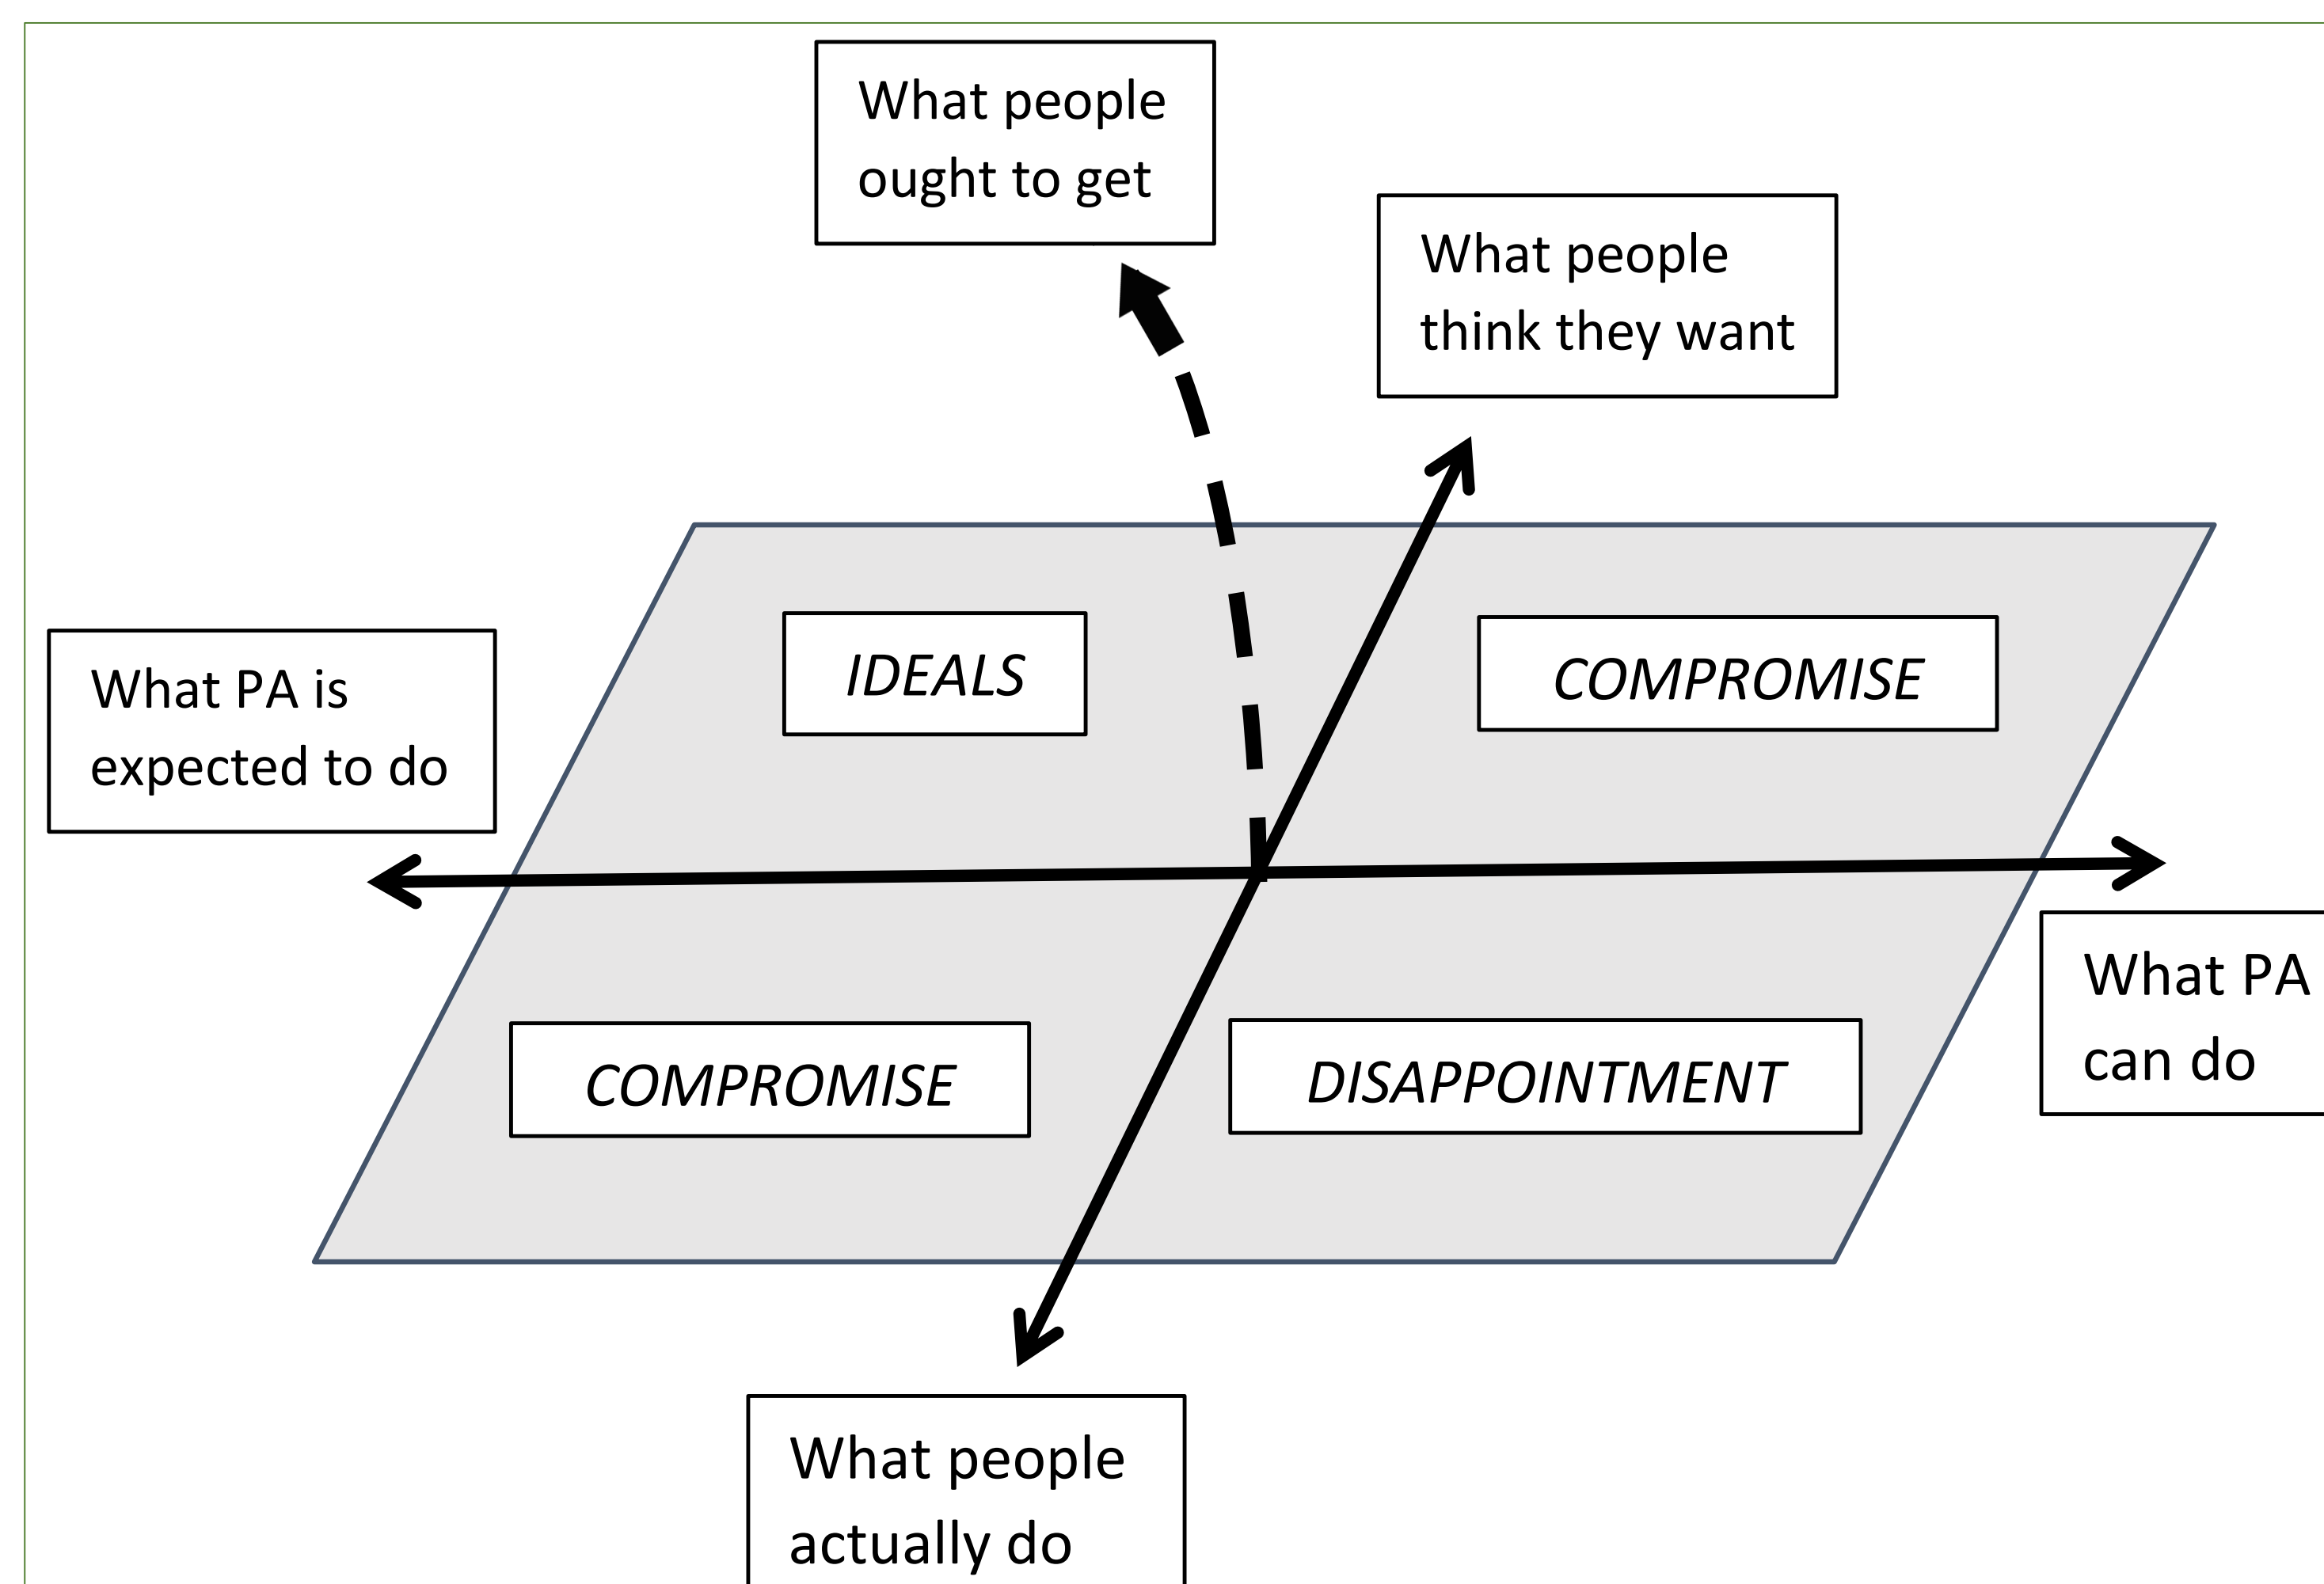 What people
ought to get
What people
think they want
What PA is
expected to do
IDEALS
COMPROMISE
What PA
can do
COMPROMISE
DISAPPOINTMENT
What people
actually do